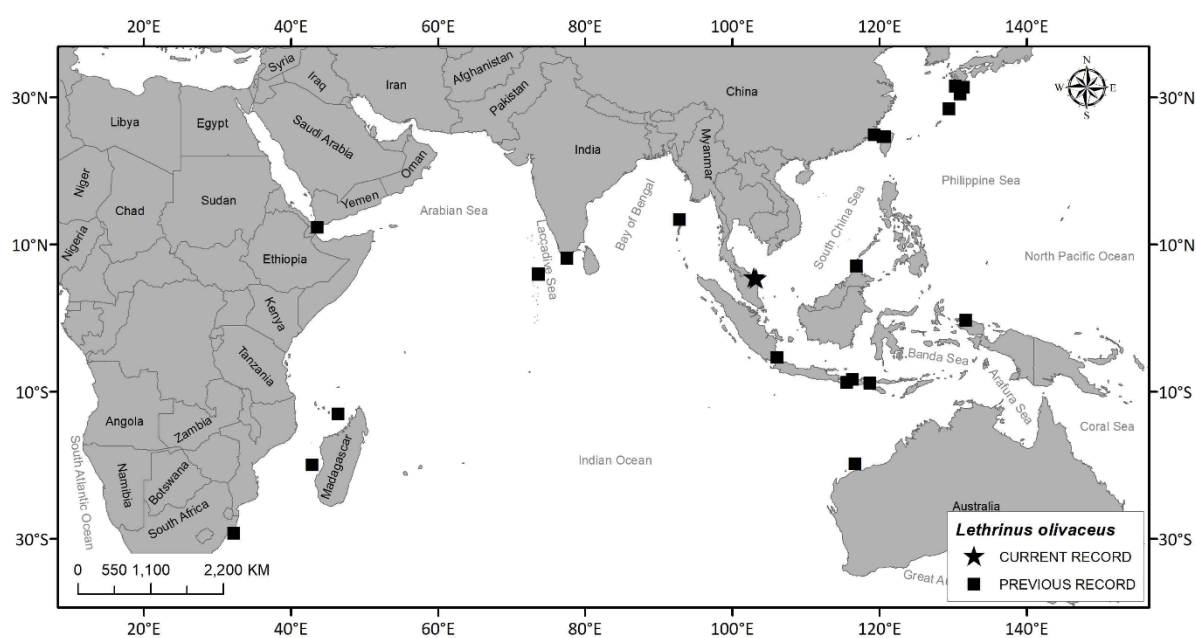 20°E 40°E 60°E 80°E 100°E 120°E 140°E
30°N
10°N
10°S
30°S
Syria
Iraq
Iran
Afghanistan
Pakistan
China
Libya
Egypt
Saudi Arabia
Oman
Yemen
India
Myanmar
Niger
Chad
Sudan
Nigeria
Ethiopia
Kenya
Tanzania
Angola
Zambia
Namibia
Botswana
South Africa
Madagascar
Australia
Arabian Sea
Laccadive Sea
Bay of Bengal
South China Sea
Philippine Sea
North Pacific Ocean
Banda Sea
Arafura Sea
Coral Sea
Indian Ocean
South Atlantic Ocean
Great Au
N
W E
S
30°N
10°N
10°S
30°S
0 550 1,100 2,200 KM
Lethrinus olivaceus
CURRENT RECORD
PREVIOUS RECORD
20°E 40°E 60°E 80°E 100°E 120°E 140°E